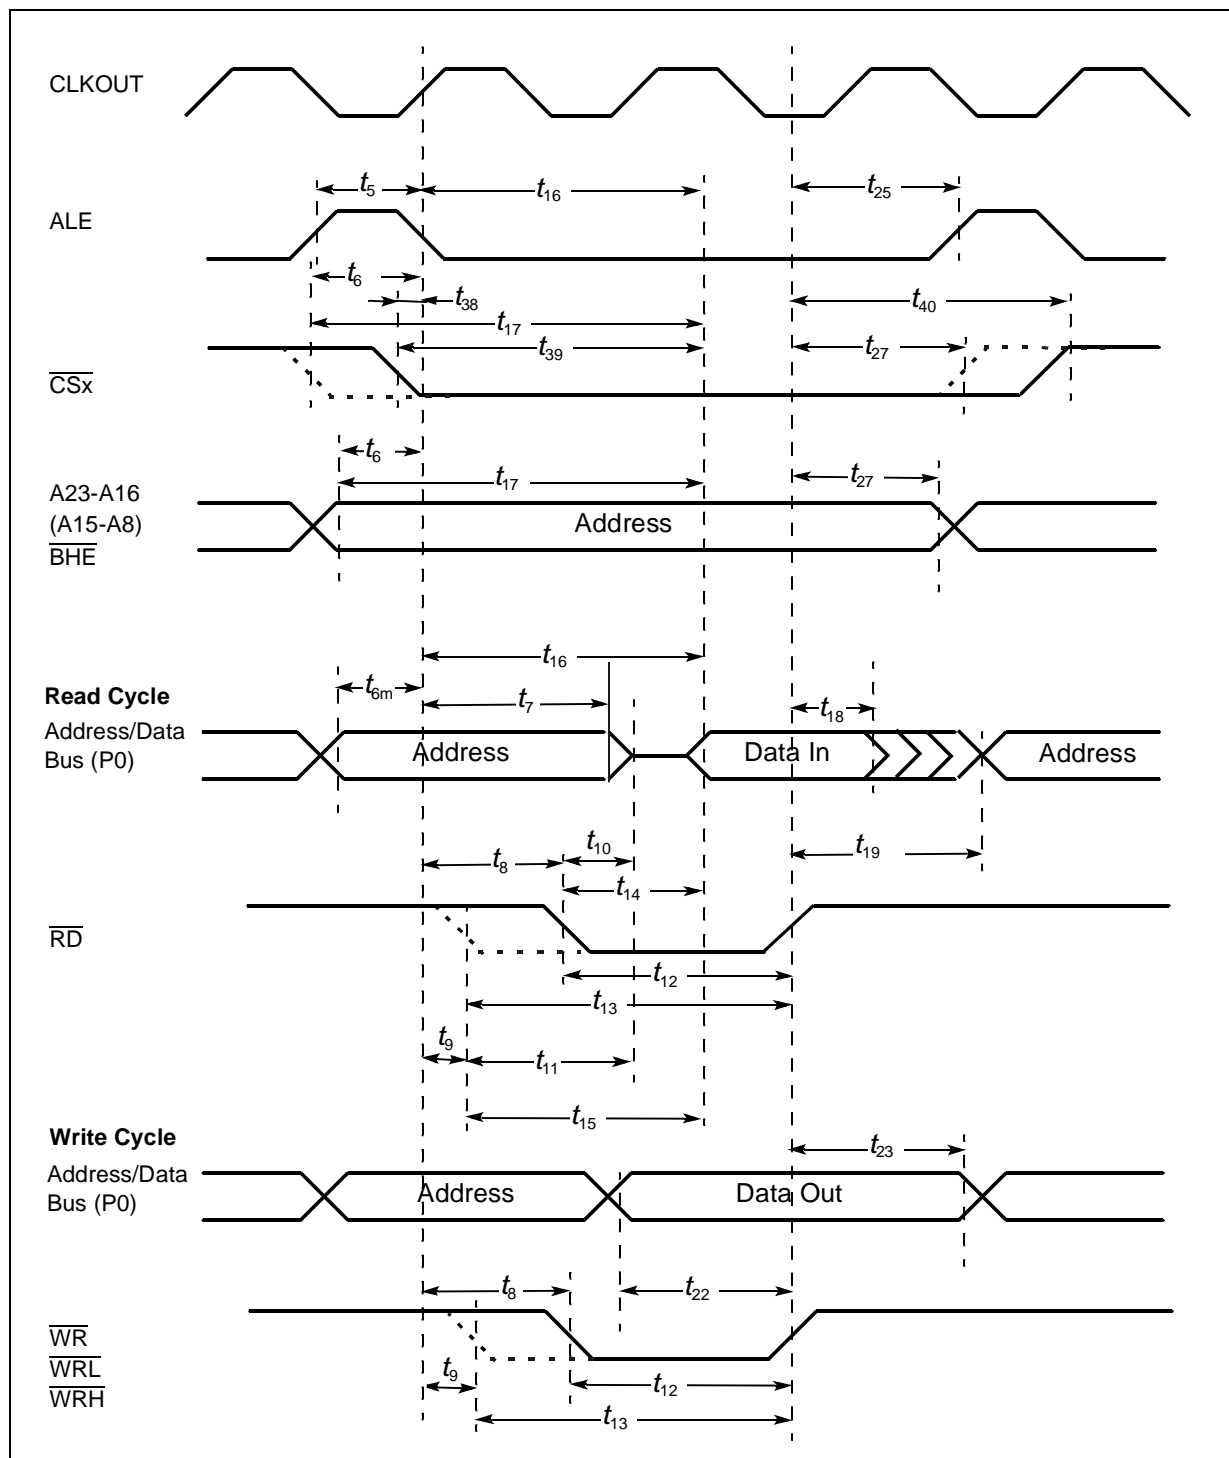 CLKOUT
t5 t16 t25
ALE
t6
t38 t40
t17
t39 t27
CSx
t6
t17 t27
A23-A16
(A15-A8) Address
BHE
t16
Read Cycle t6m t7 t18
Address/Data
Bus (P0) Address Data In Address
t10
t8 t19
t14
RD
t12
t13
t9 t11
t15
Write Cycle
t23
Address/Data
Bus (P0) Address Data Out
t8 t22
WR
WRL
t9 t12
WRH
t13